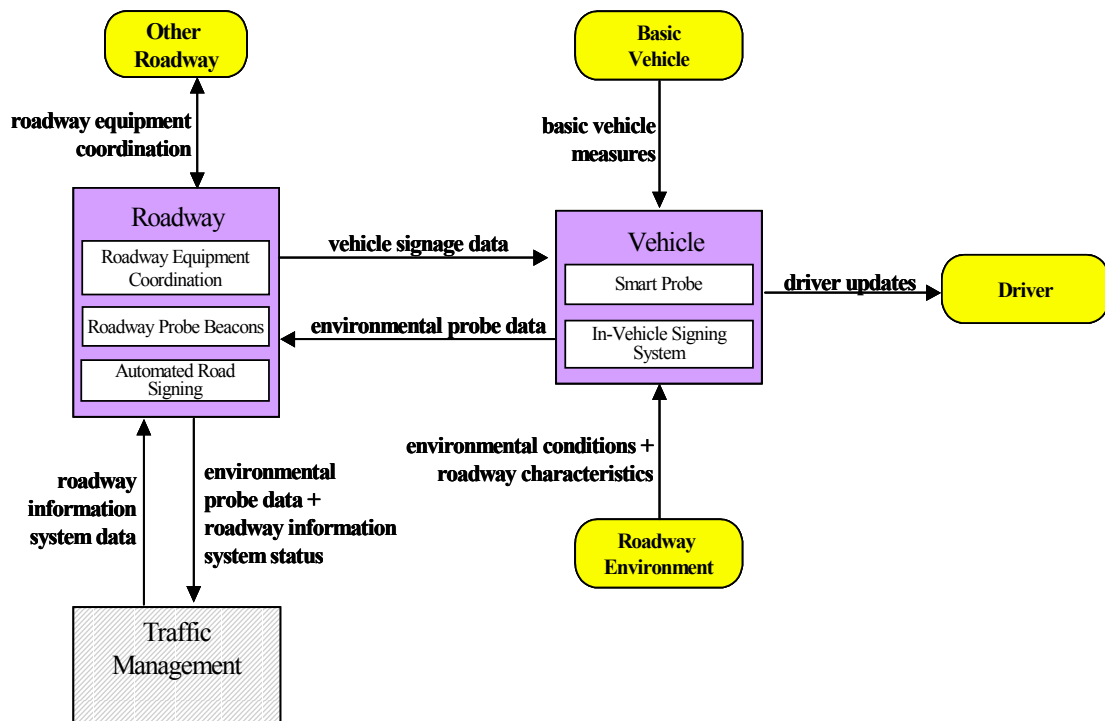 Other
Roadway
Basic
Vehicle
roadway equipment
coordination
basic vehicle
measures
Roadway
Roadway Equipment
Coordination
Roadway Probe Beacons
Automated Road
Signing
vehicle signage data
environmental probe data
Vehicle
Smart Probe
In-Vehicle Signing
System
driver updates
Driver
roadway
information
system data
environmental
probe data +
roadway information
system status
environmental conditions +
roadway characteristics
Roadway
Environment
Traffic
Management